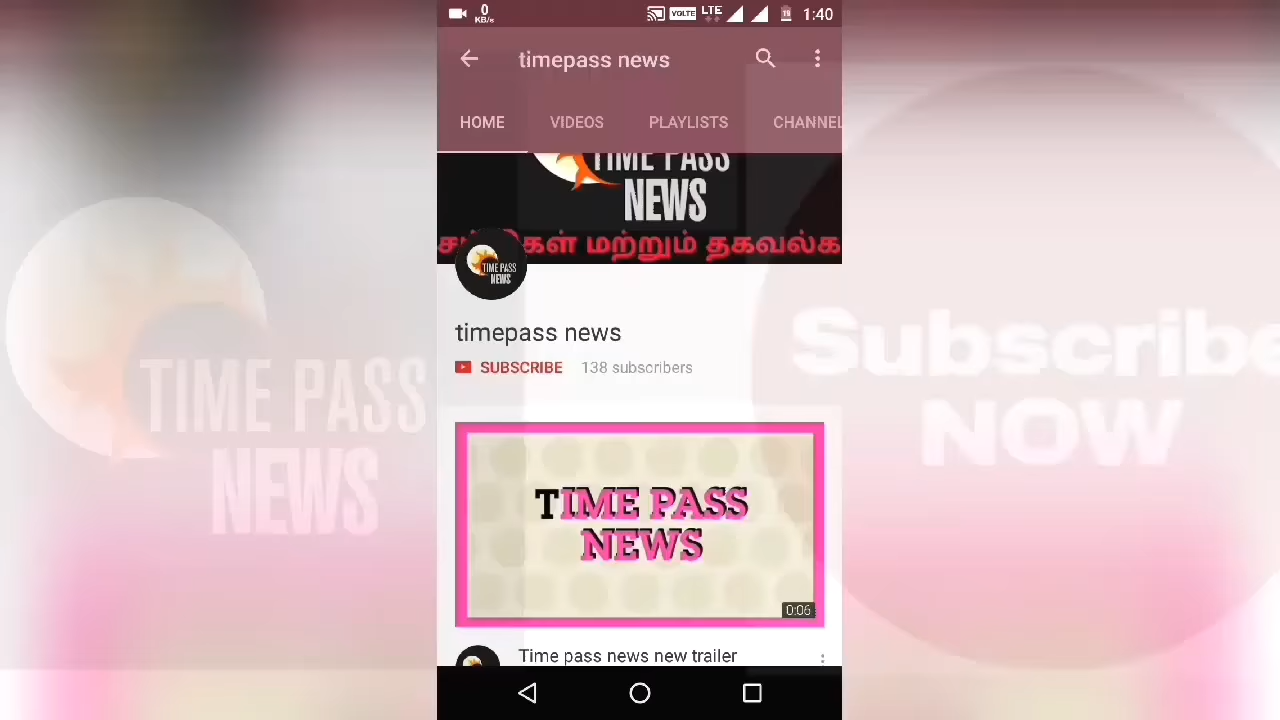 0
KB/s
VOLTE
LTE
19
1:40
timepass news
HOME
VIDEOS
PLAYLISTS
CHANNEL
TIME PASS
NEWS
மற்றும் தகவல்க
TIME PASS
NEWS
timepass news
SUBSCRIBE
138 subscribers
TIME PASS
NEWS
0:06
Time pass news new trailer
TIME PASS
NEWS
Subscribe
NOW